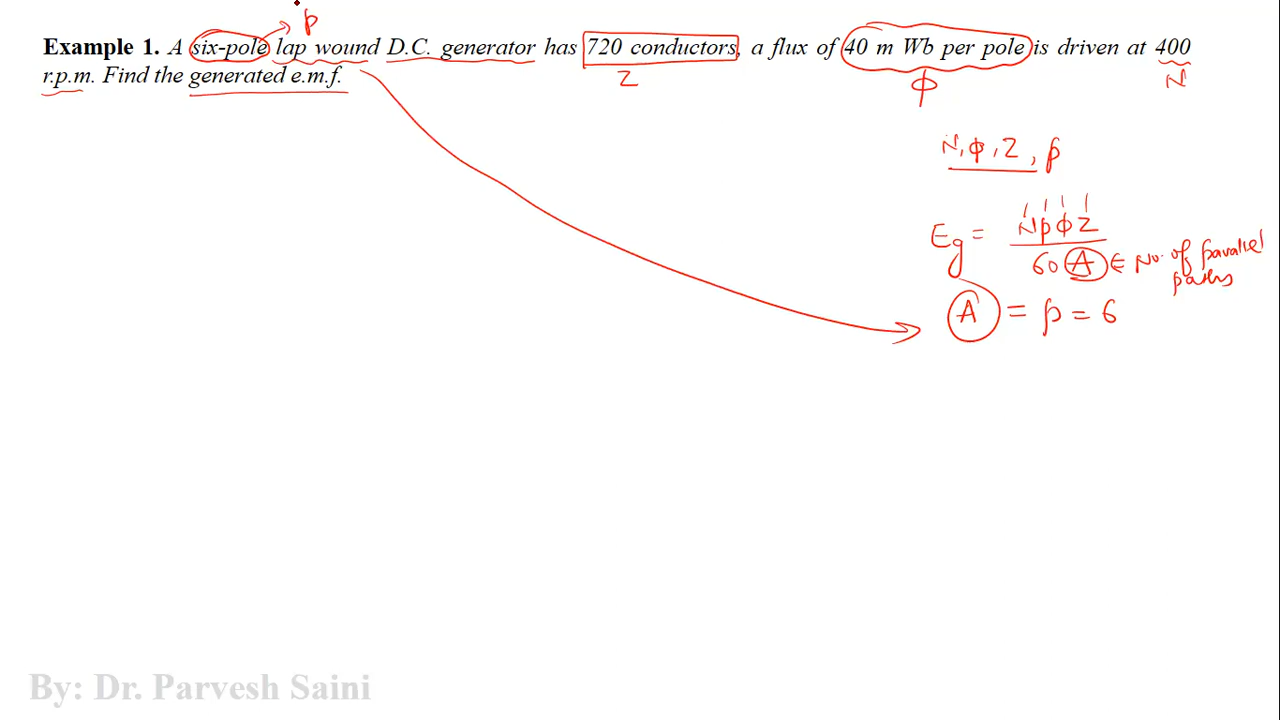 p
Example 1. A six-pole lap wound D.C. generator has 720 conductors, a flux of 40 m Wb per pole is driven at 400
r.p.m. Find the generated e.m.f.
Z
ϕ
N
N, ϕ, Z, p
Eg = NpϕZ
60 A ∈ No. of parallel
paths
A = p = 6
By: Dr. Parvesh Saini